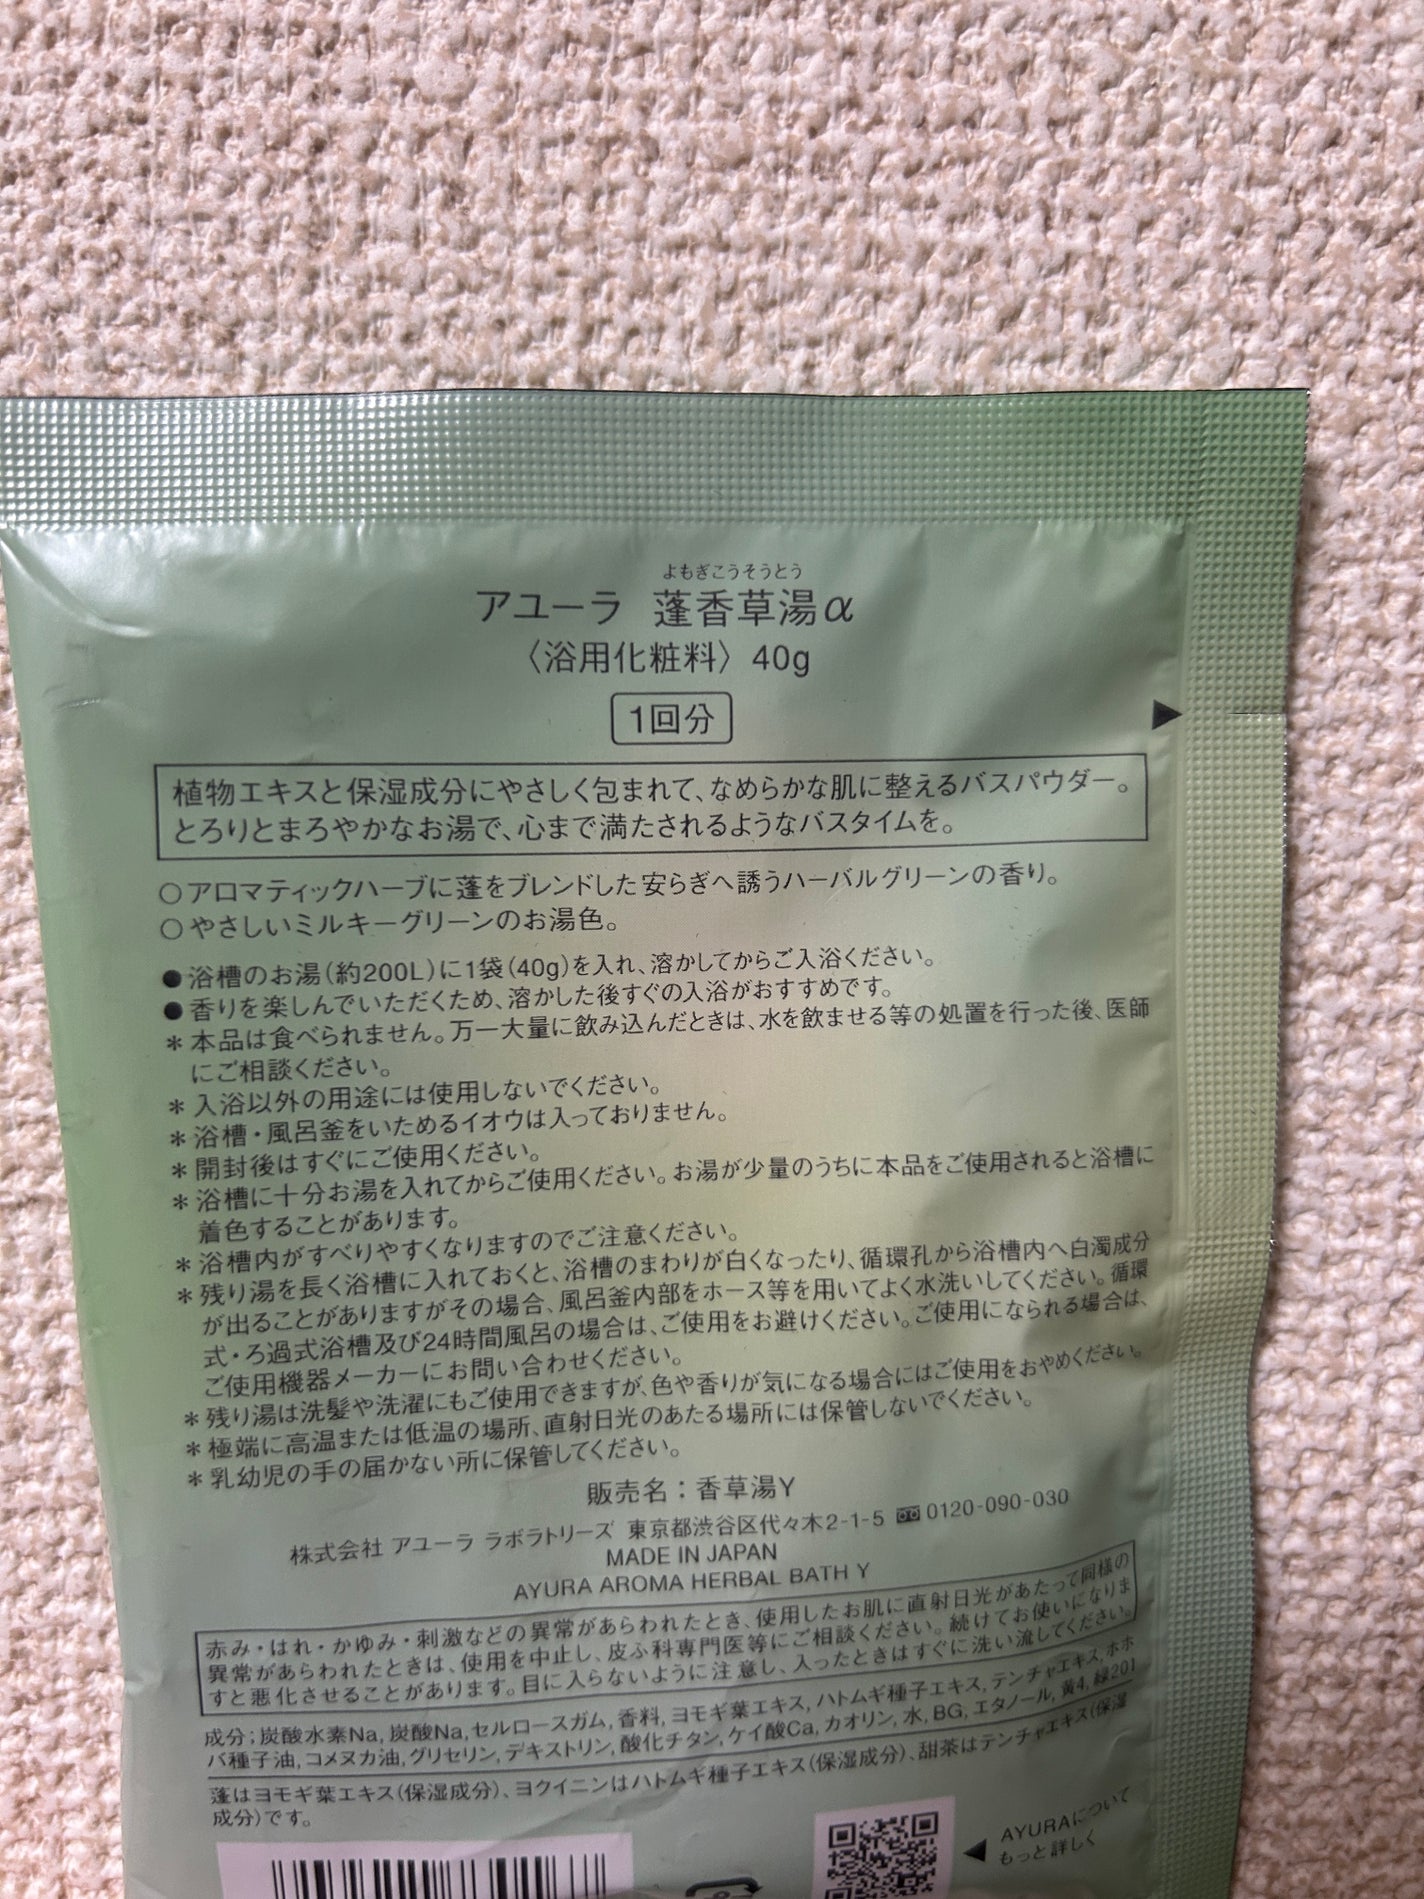 よもぎこうそうとう
アユーラ 蓬香草湯α
〈浴用化粧料〉40g
1回分
植物エキスと保湿成分にやさしく包まれて、なめらかな肌に整えるバスパウダー。
とろりとまろやかなお湯で、心まで満たされるようなバスタイムを。
○アロマティックハーブに蓬をブレンドした安らぎへ誘うハーバルグリーンの香り。
○やさしいミルキーグリーンのお湯色。
●浴槽のお湯(約200L)に1袋(40g)を入れ、溶かしてからご入浴ください。
●香りを楽しんでいただくため、溶かした後すぐの入浴がおすすめです。
＊本品は食べられません。万一大量に飲み込んだときは、水を飲ませる等の処置を行った後、医師
にご相談ください。
＊入浴以外の用途には使用しないでください。
＊浴槽・風呂釜をいためるイオウは入っておりません。
＊開封後はすぐにご使用ください。
＊浴槽に十分お湯を入れてからご使用ください。お湯が少量のうちに本品をご使用されると浴槽に
着色することがあります。
＊浴槽内がすべりやすくなりますのでご注意ください。
＊残り湯を長く浴槽に入れておくと、浴槽のまわりが白くなったり、循環孔から浴槽内へ白濁成分
が出ることがありますがその場合、風呂釜内部をホース等を用いてよく水洗いしてください。循環
式・ろ過式浴槽及び24時間風呂の場合は、ご使用をお避けください。ご使用になられる場合は、
ご使用機器メーカーにお問い合わせください。
＊残り湯は洗髪や洗濯にもご使用できますが、色や香りが気になる場合にはご使用をおやめください。
＊極端に高温または低温の場所、直射日光のあたる場所には保管しないでください。
＊乳幼児の手の届かない所に保管してください。
販売名：香草湯Y
株式会社 アユーラ ラボラトリーズ 東京都渋谷区代々木2-1-5 0120-090-030
MADE IN JAPAN
AYURA AROMA HERBAL BATH Y
赤み・はれ・かゆみ・刺激などの異常があらわれたとき、使用したお肌に直射日光があたって同様の
異常があらわれたときは、使用を中止し、皮ふ科専門医等にご相談ください。続けてお使いになりま
すと悪化させることがあります。目に入らないように注意し、入ったときはすぐに洗い流してください。
成分;炭酸水素Na,炭酸Na,セルロースガム,香料,ヨモギ葉エキス,ハトムギ種子エキス,テンチャエキス,ホホ
バ種子油,コメヌカ油,グリセリン,デキストリン,酸化チタン,ケイ酸Ca,カオリン,水,BG,エタノール,黄4,緑201
蓬はヨモギ葉エキス(保湿成分)、ヨクイニンはハトムギ種子エキス(保湿成分)、甜茶はテンチャエキス(保湿
成分)です。
AYURAについて
もっと詳しく